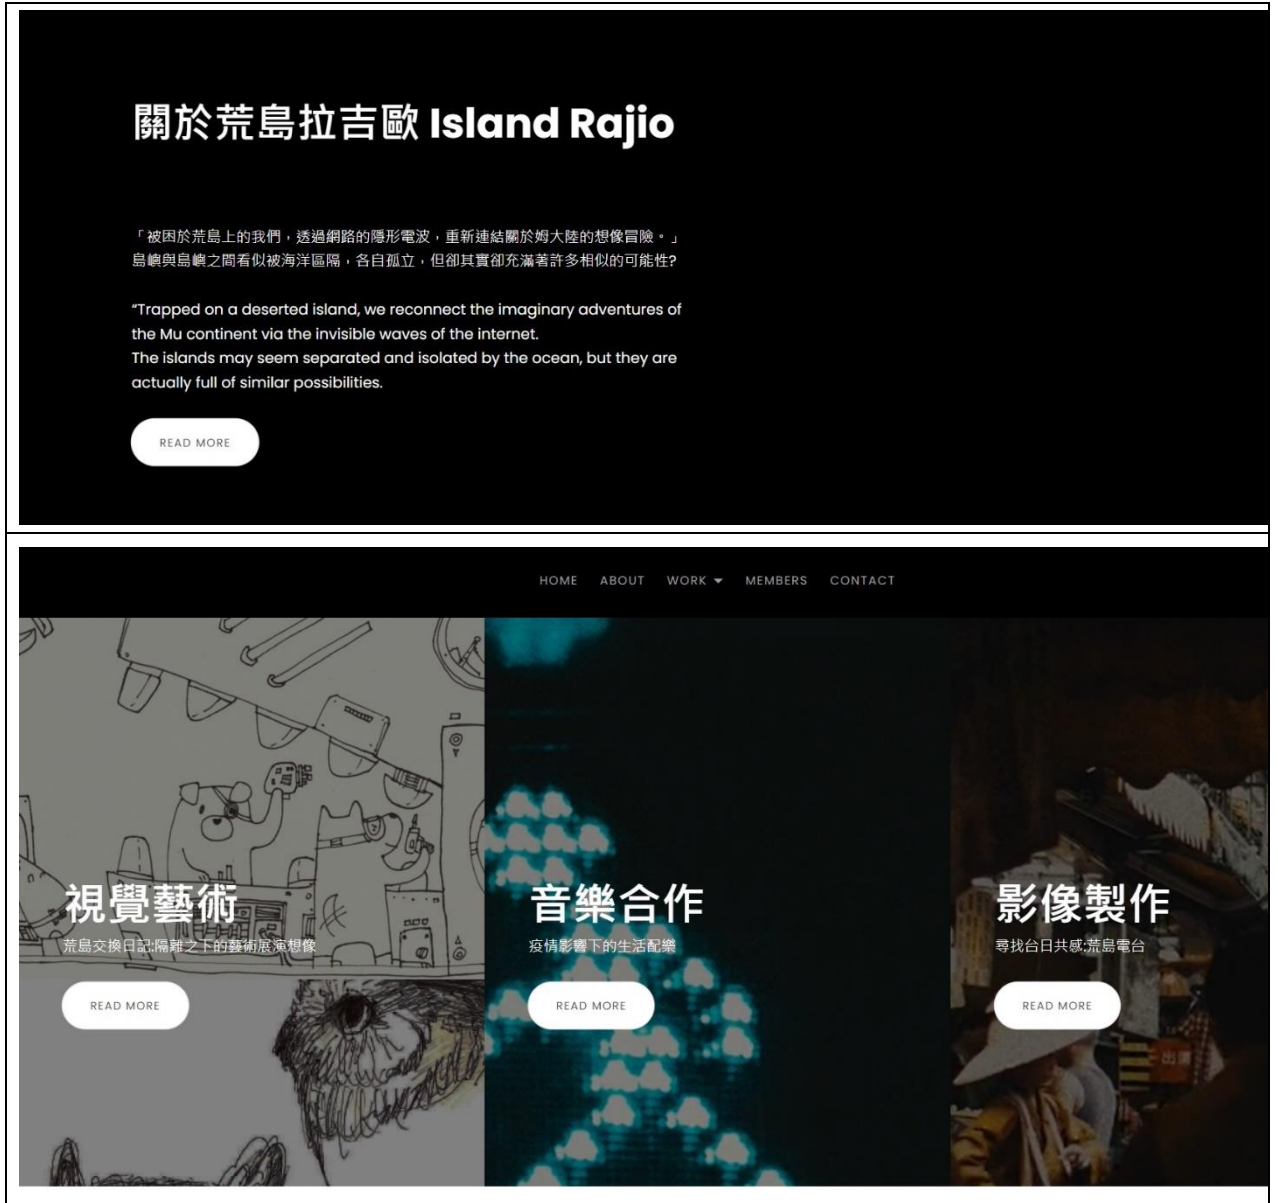 關於荒島拉吉歐 Island Rajio
「被困於荒島上的我們，透過網路的隱形電波，重新連結關於姆大陸的想像冒險。」
島嶼與島嶼之間看似被海洋區隔，各自孤立，但卻其實卻充滿著許多相似的可能性?
“Trapped on a deserted island, we reconnect the imaginary adventures of
the Mu continent via the invisible waves of the internet.
The islands may seem separated and isolated by the ocean, but they are
actually full of similar possibilities.
READ MORE
HOME ABOUT WORK MEMBERS CONTACT
視覺藝術
荒島交換日記:隔離之下的藝術展演想像
READ MORE
音樂合作
疫情影響下的生活配樂
READ MORE
影像製作
尋找台日共感:荒島電台
READ MORE